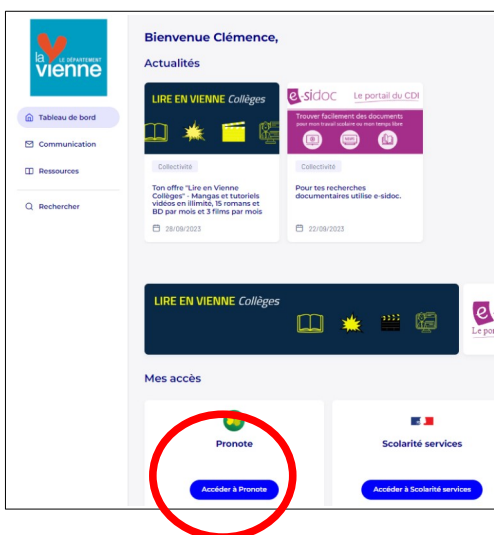 la
LE DÉPARTEMENT
vienne
Tableau de bord
Communication
Ressources
Rechercher
Bienvenue Clémence,
Actualités
LIRE EN VIENNE Collèges
Collectivité
Ton offre "Lire en Vienne
Collèges" - Mangas et tutoriels
vidéos en illimité, 15 romans et
BD par mois et 3 films par mois
28/09/2023
e-sidoc Le portail du CDI
Trouver facilement des documents
pour mon travail scolaire ou mon temps libre
Collectivité
Pour tes recherches
documentaires utilise e-sidoc.
22/09/2023
LIRE EN VIENNE Collèges
e
Le por
Mes accès
Pronote
Accéder à Pronote
Scolarité services
Accéder à Scolarité services